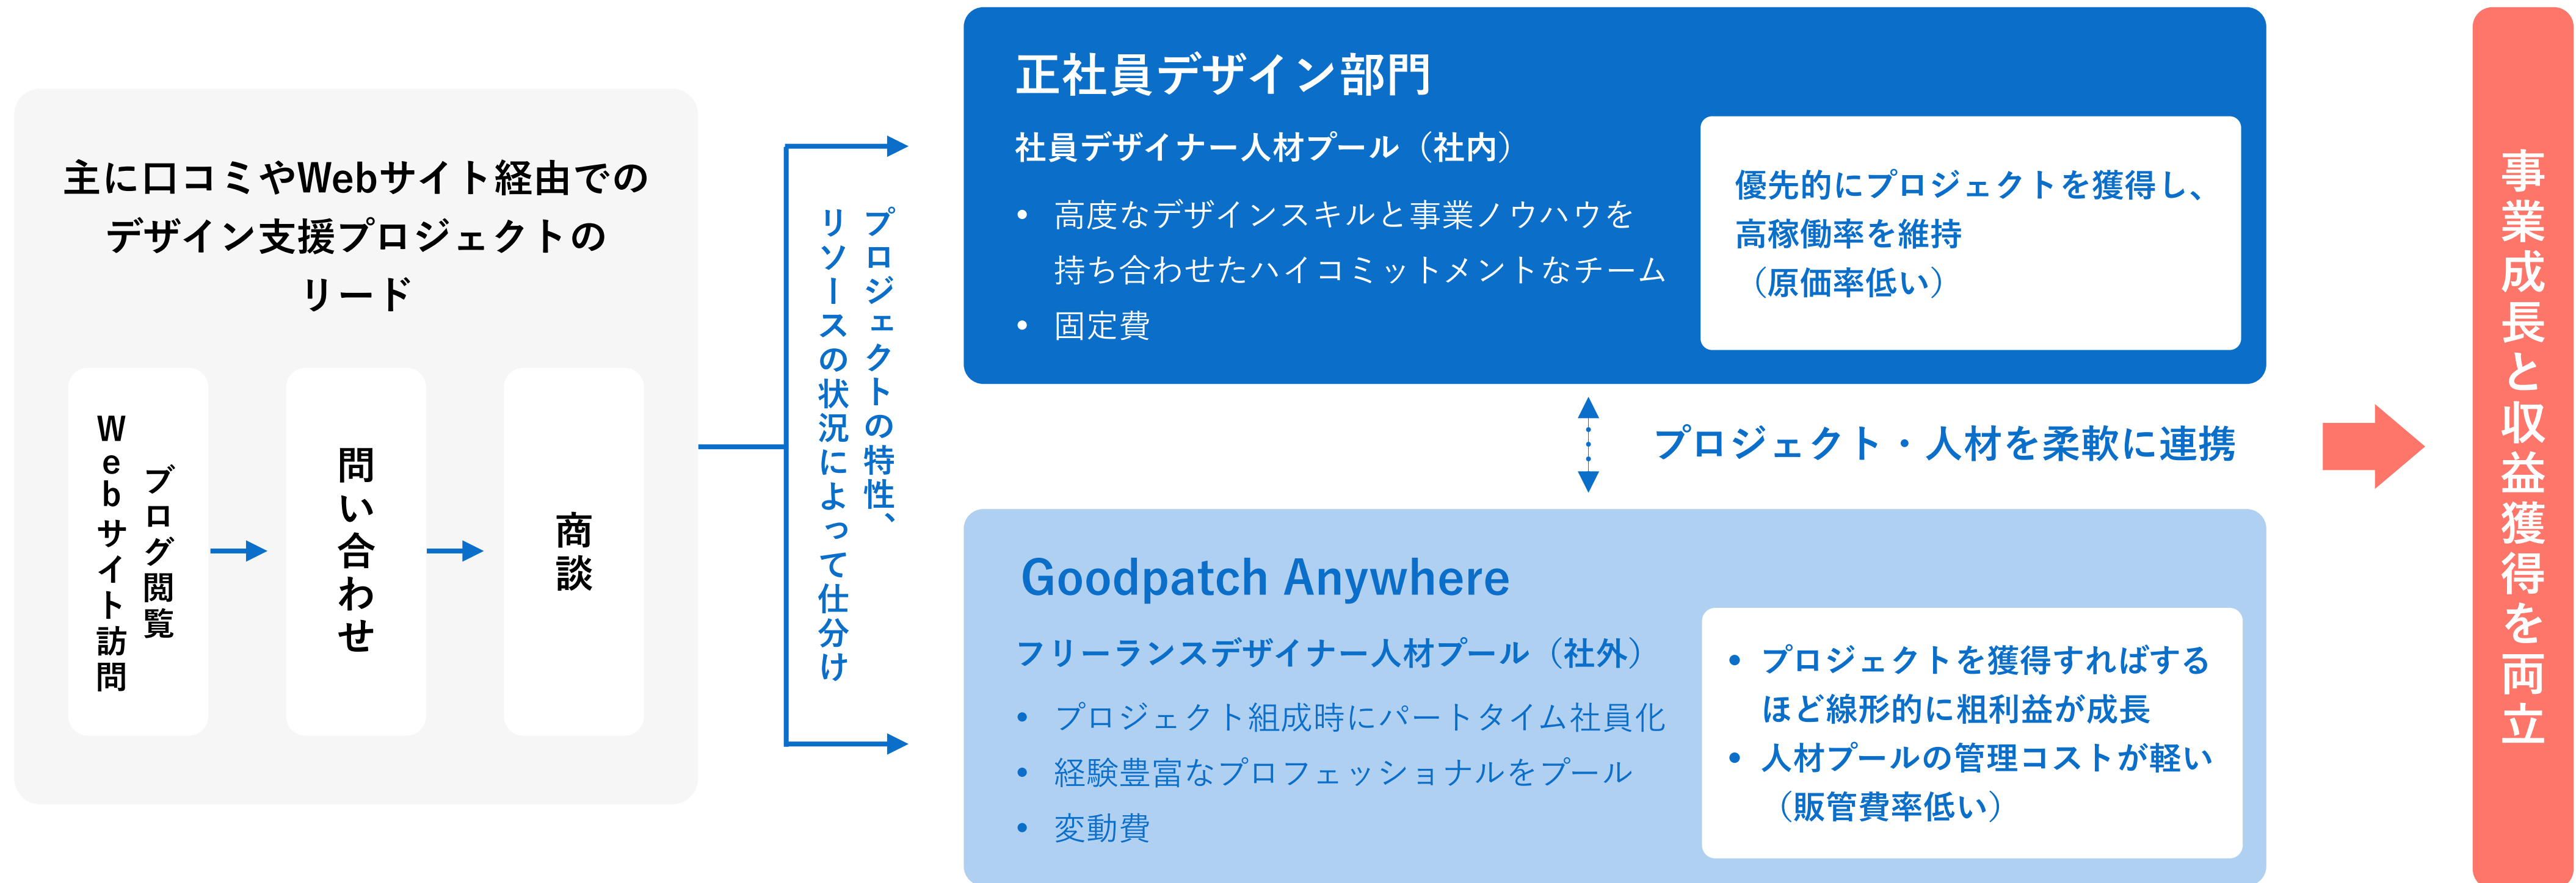 主に口コミやWebサイト経由での
デザイン支援プロジェクトの
リード
Webサイト訪問
ブログ閲覧
問い合わせ
商談
プロジェクトの特性、
リソースの状況によって仕分け
正社員デザイン部門
社員デザイナー人材プール（社内）
• 高度なデザインスキルと事業ノウハウを
持ち合わせたハイコミットメントなチーム
• 固定費
優先的にプロジェクトを獲得し、
高稼働率を維持
（原価率低い）
プロジェクト・人材を柔軟に連携
Goodpatch Anywhere
フリーランスデザイナー人材プール（社外）
• プロジェクト組成時にパートタイム社員化
• 経験豊富なプロフェッショナルをプール
• 変動費
• プロジェクトを獲得すればする
ほど線形的に粗利益が成長
• 人材プールの管理コストが軽い
（販管費率低い）
事業成長と収益獲得を両立